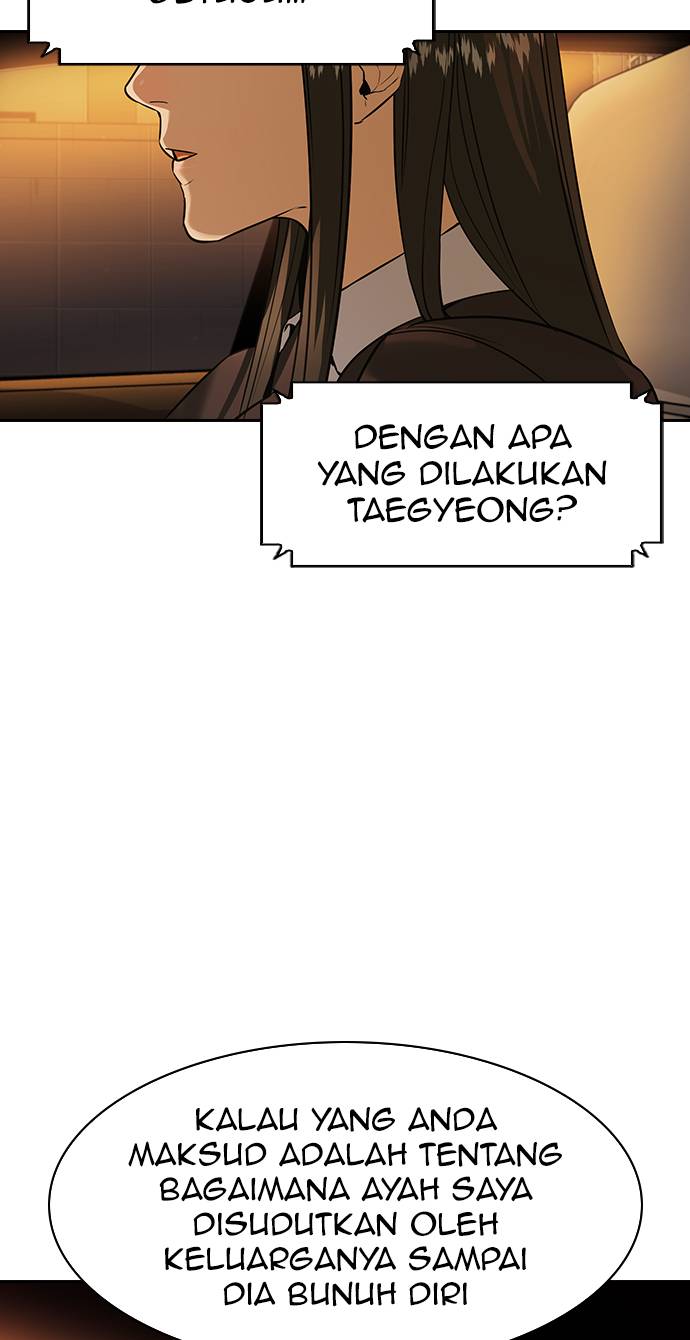 DENGAN APA
YANG DILAKUKAN
TAEGYEONG?
KALAU YANG ANDA
MAKSUD ADALAH TENTANG
BAGAIMANA AYAH SAYA
DISUDUTKAN OLEH
KELUARGANYA SAMPAI
DIA BUNUH DIRI